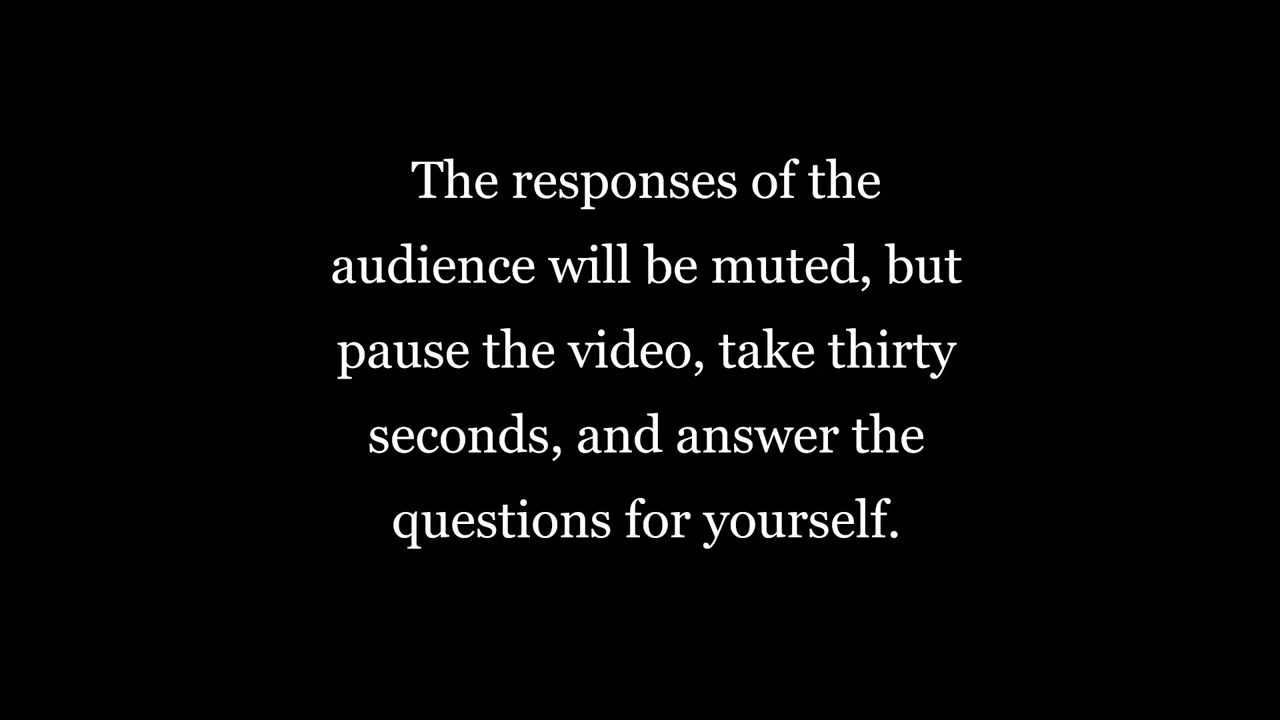 The responses of the
audience will be muted, but
pause the video, take thirty
seconds, and answer the
questions for yourself.